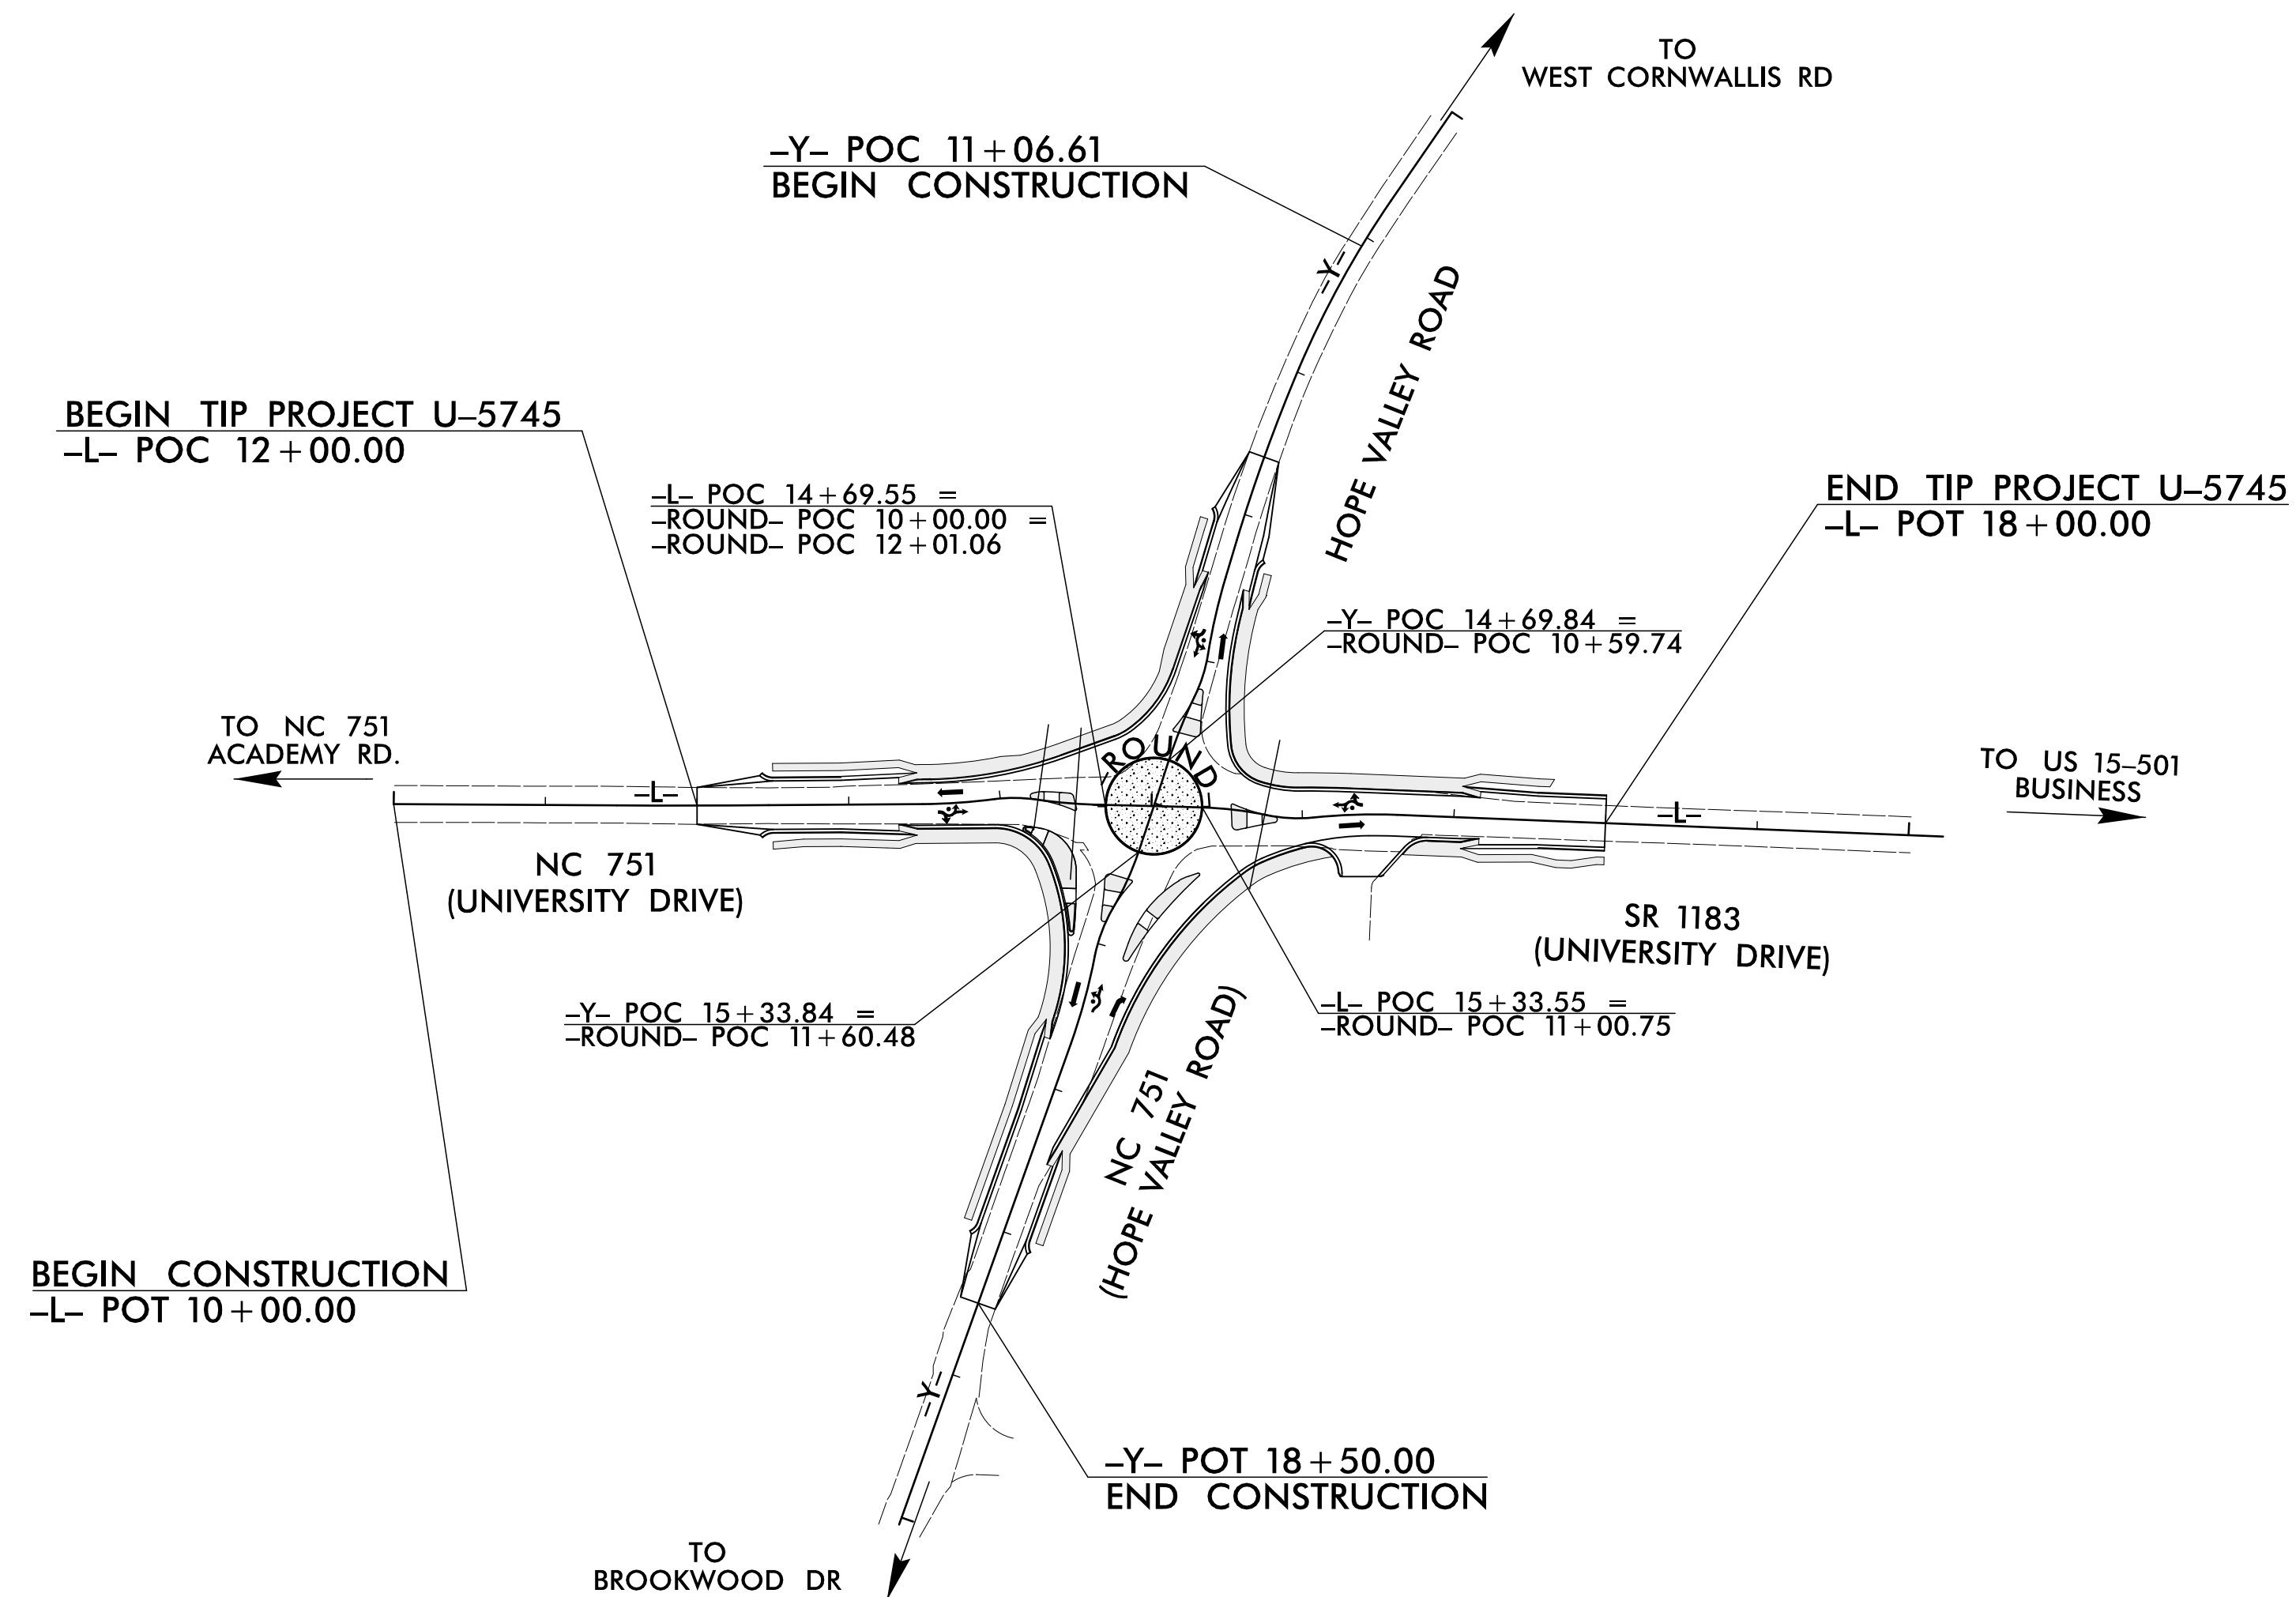 TO
WEST CORNWALLIS RD
–Y– POC 11+06.61
BEGIN CONSTRUCTION
–Y–
HOPE VALLEY ROAD
BEGIN TIP PROJECT U–5745
–L– POC 12+00.00
–L– POC 14+69.55 =
–ROUND– POC 10+00.00 =
–ROUND– POC 12+01.06
END TIP PROJECT U–5745
–L– POT 18+00.00
–Y– POC 14+69.84 =
–ROUND– POC 10+59.74
TO NC 751
ACADEMY RD.
–L–
–ROUND–
TO US 15–501
BUSINESS
–L–
NC 751
(UNIVERSITY DRIVE)
SR 1183
(UNIVERSITY DRIVE)
–Y– POC 15+33.84 =
–ROUND– POC 11+60.48
–L– POC 15+33.55 =
–ROUND– POC 11+00.75
NC 751
(HOPE VALLEY ROAD)
BEGIN CONSTRUCTION
–L– POT 10+00.00
–Y–
–Y– POT 18+50.00
END CONSTRUCTION
TO
BROOKWOOD DR